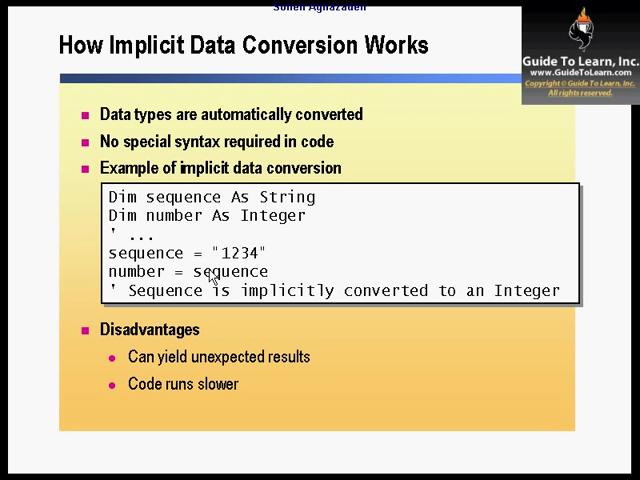 Soheil Aghazadeh
How Implicit Data Conversion Works
Guide To Learn, Inc.
www.GuideToLearn.com
Copyright © Guide To Learn, Inc.
All rights reserved.
Data types are automatically converted
No special syntax required in code
Example of implicit data conversion
Dim sequence As String
Dim number As Integer
' ...
sequence = "1234"
number = sequence
' Sequence is implicitly converted to an Integer
Disadvantages
Can yield unexpected results
Code runs slower